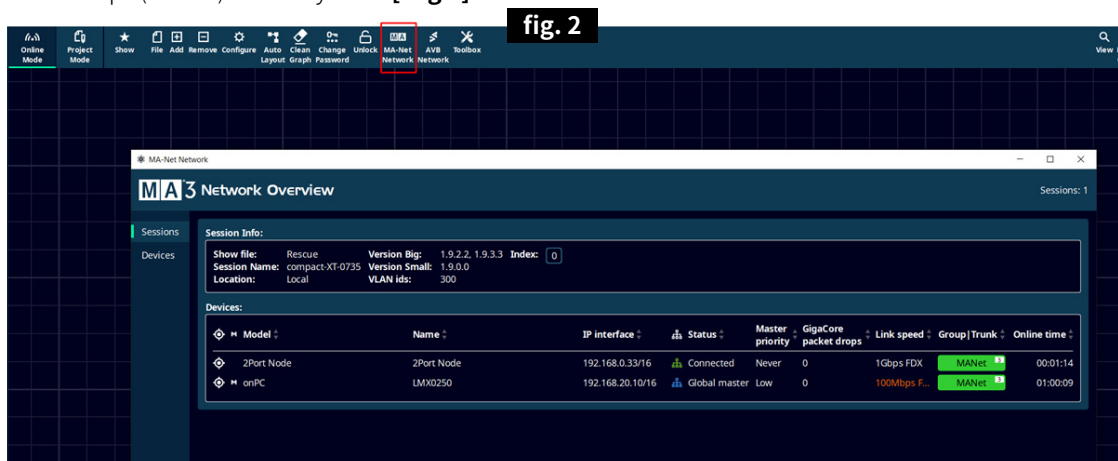 fig. 2
Online Mode
Project Mode
Show
File
Add
Remove
Configure
Auto Layout
Clean Graph
Change Password
Unlock
MA-Net Network
AVB Network
Toolbox
View
MA-Net Network
MA3 Network Overview
Sessions: 1
Sessions
Devices
Session Info:
Show file: Rescue Version Big: 1.9.2.2, 1.9.3.3 Index: 0
Session Name: compact-XT-0735 Version Small: 1.9.0.0
Location: Local VLAN ids: 300
Devices:
M Model Name IP interface Status Master priority GigaCore packet drops Link speed Group|Trunk Online time
2Port Node 2Port Node 192.168.0.33/16 Connected Never 0 1Gbps FDX MANet 3 00:01:14
M onPC LMX0250 192.168.20.10/16 Global master Low 0 100Mbps F... MANet 3 01:00:09